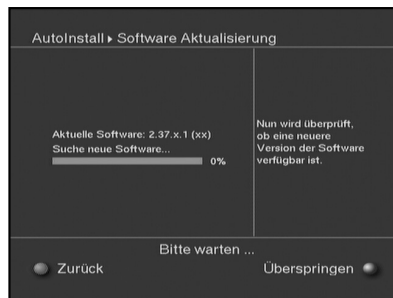 AutoInstall ▸ Software Aktualisierung
Aktuelle Software: 2.37.x.1 (xx)
Suche neue Software...
0%
Nun wird überprüft,
ob eine neuere
Version der Software
verfügbar ist.
Bitte warten ...
Zurück
Überspringen